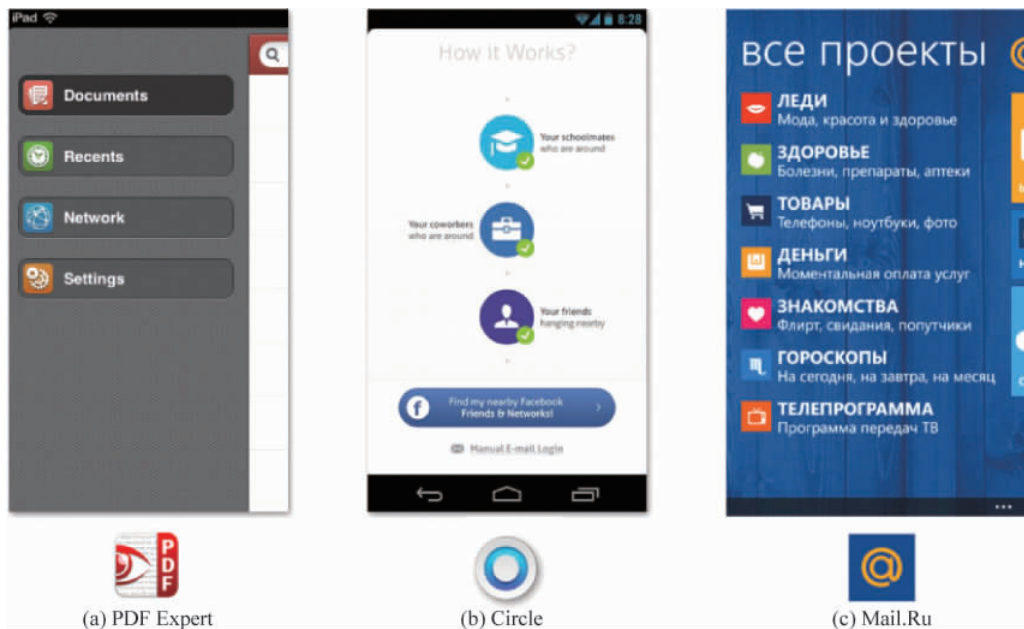 iPad
Documents
Recents
Network
Settings
8:28
How it Works?
Your schoolmates
who are around
Your coworkers
who are around
Your friends
hanging nearby
Find my nearby Facebook
Friends & Networks!
Manual E-mail Login
все проекты
ЛЕДИ
Мода, красота и здоровье
ЗДОРОВЬЕ
Болезни, препараты, аптеки
ТОВАРЫ
Телефоны, ноутбуки, фото
ДЕНЬГИ
Моментальная оплата услуг
ЗНАКОМСТВА
Флирт, свидания, попутчики
ГОРОСКОПЫ
На сегодня, на завтра, на месяц
ТЕЛЕПРОГРАММА
Программа передач ТВ
PDF
(a) PDF Expert
(b) Circle
(c) Mail.Ru